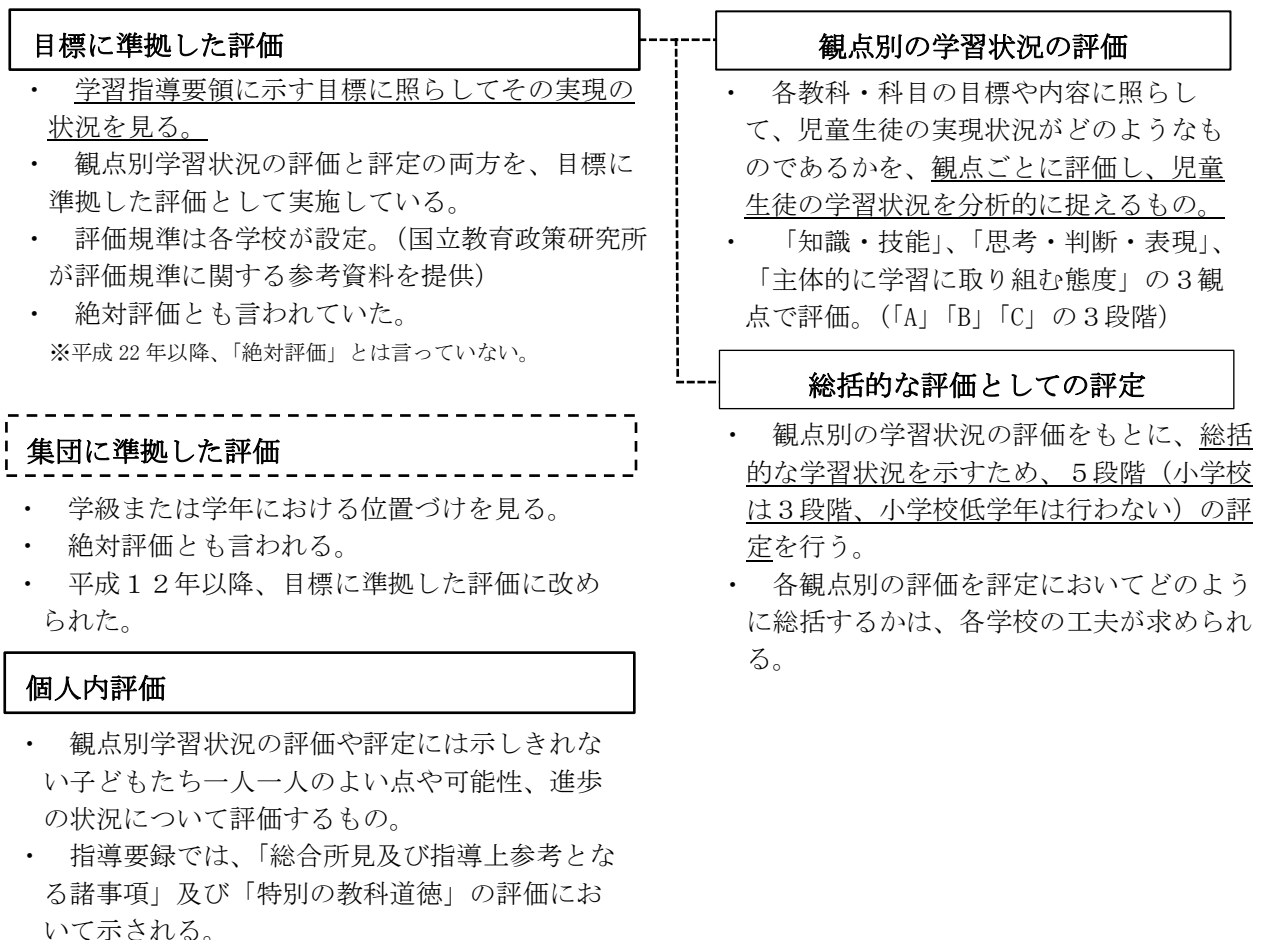 目標に準拠した評価
・　学習指導要領に示す目標に照らしてその実現の
状況を見る。
・　観点別学習状況の評価と評定の両方を、目標に
準拠した評価として実施している。
・　評価規準は各学校が設定。（国立教育政策研究所
が評価規準に関する参考資料を提供）
・　絶対評価とも言われていた。
※平成 22 年以降、「絶対評価」とは言っていない。
集団に準拠した評価
・　学級または学年における位置づけを見る。
・　絶対評価とも言われる。
・　平成１２年以降、目標に準拠した評価に改め
られた。
個人内評価
・　観点別学習状況の評価や評定には示しきれな
い子どもたち一人一人のよい点や可能性、進歩
の状況について評価するもの。
・　指導要録では、「総合所見及び指導上参考とな
る諸事項」及び「特別の教科道徳」の評価にお
いて示される。
観点別の学習状況の評価
・　各教科・科目の目標や内容に照らし
て、児童生徒の実現状況がどのようなも
のであるかを、観点ごとに評価し、児童
生徒の学習状況を分析的に捉えるもの。
・　「知識・技能」、「思考・判断・表現」、
「主体的に学習に取り組む態度」の３観
点で評価。（「A」「B」「C」の３段階）
総括的な評価としての評定
・　観点別の学習状況の評価をもとに、総括
的な学習状況を示すため、５段階（小学校
は３段階、小学校低学年は行わない）の評
定を行う。
・　各観点別の評価を評定においてどのよう
に総括するかは、各学校の工夫が求められ
る。